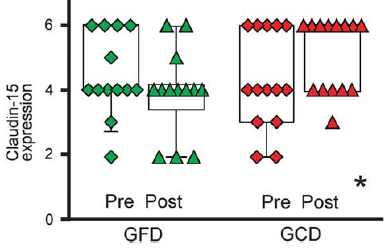 Claudin-15
expression
6
4
2
0
*
Pre Post
Pre Post
GFD
GCD